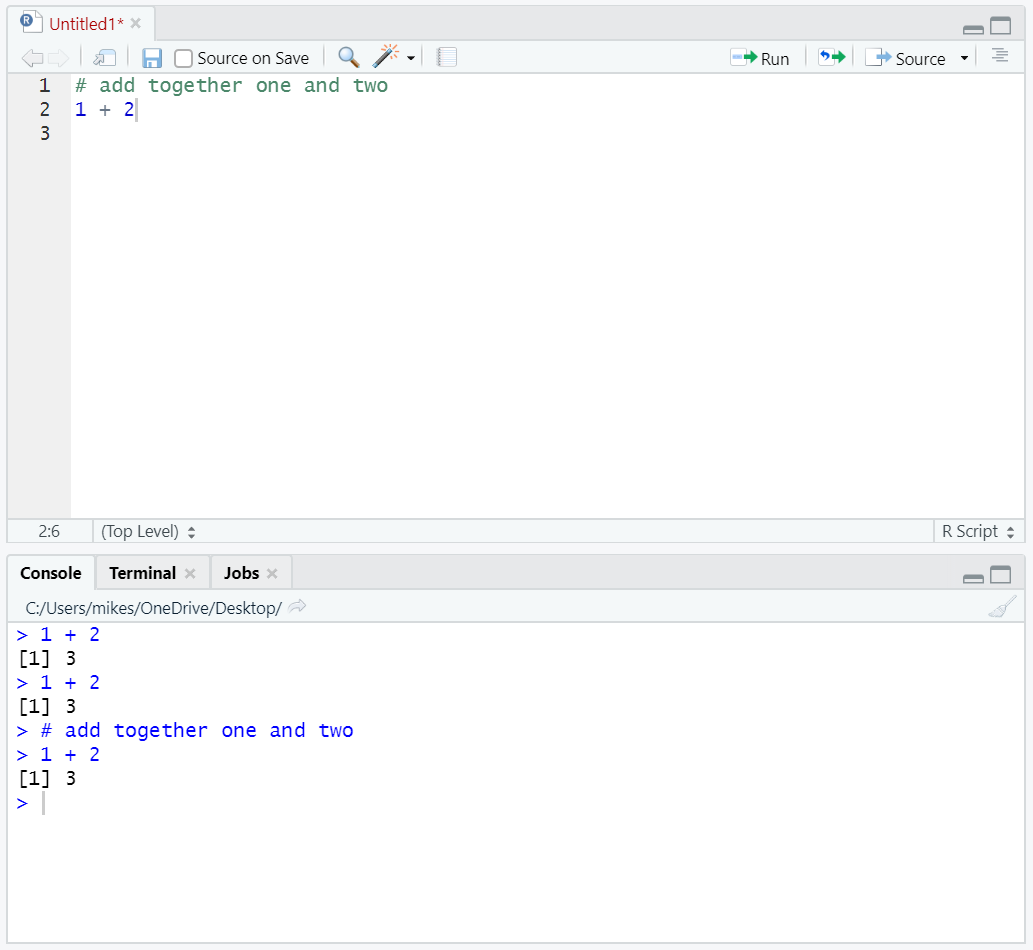 R Untitled1*
Source on Save Run Source
1 # add together one and two
2 1 + 2
3
2:6 (Top Level) R Script
Console Terminal Jobs
C:/Users/mikes/OneDrive/Desktop/
> 1 + 2
[1] 3
> 1 + 2
[1] 3
> # add together one and two
> 1 + 2
[1] 3
>